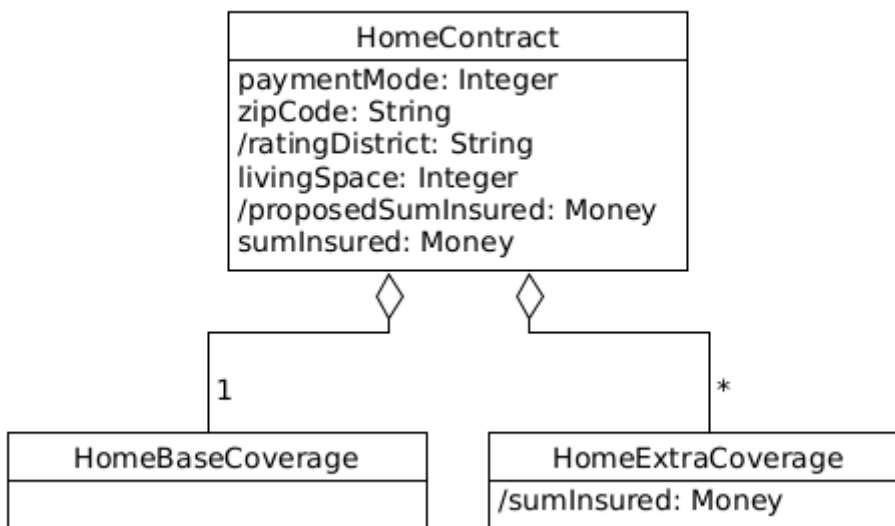 HomeContract
paymentMode: Integer
zipCode: String
/ratingDistrict: String
livingSpace: Integer
/proposedSumInsured: Money
sumInsured: Money
1
*
HomeBaseCoverage
HomeExtraCoverage
/sumInsured: Money